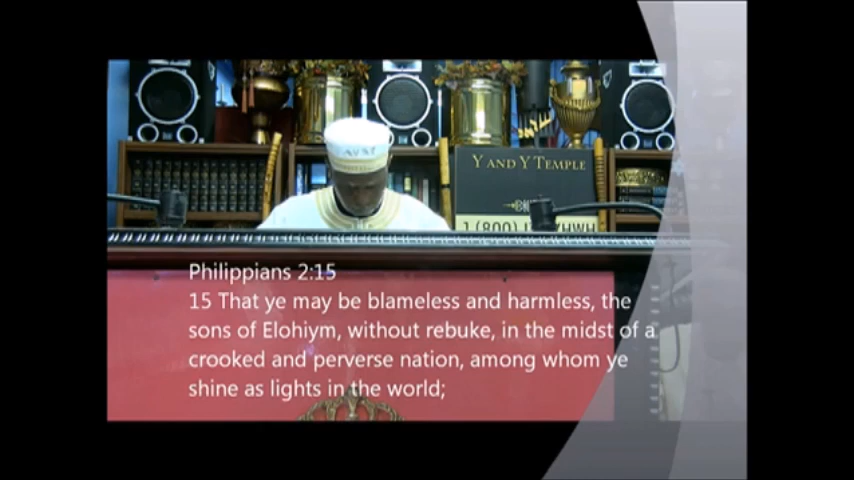 Y AND Y TEMPLE
Philippians 2:15
15 That ye may be blameless and harmless, the
sons of Elohiym, without rebuke, in the midst of a
crooked and perverse nation, among whom ye
shine as lights in the world;